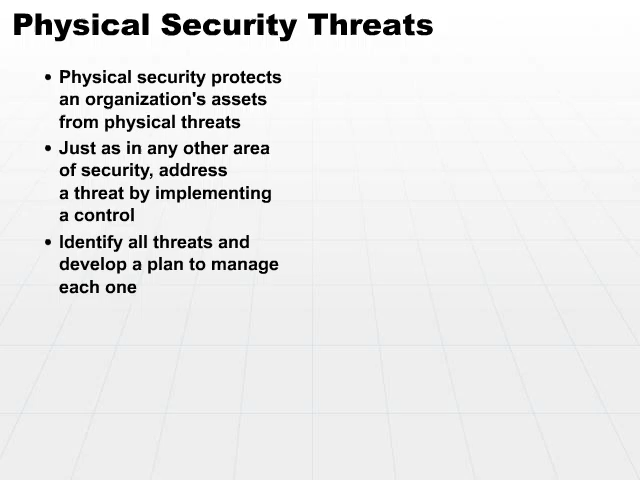 Physical Security Threats
• Physical security protects
an organization's assets
from physical threats
• Just as in any other area
of security, address
a threat by implementing
a control
• Identify all threats and
develop a plan to manage
each one